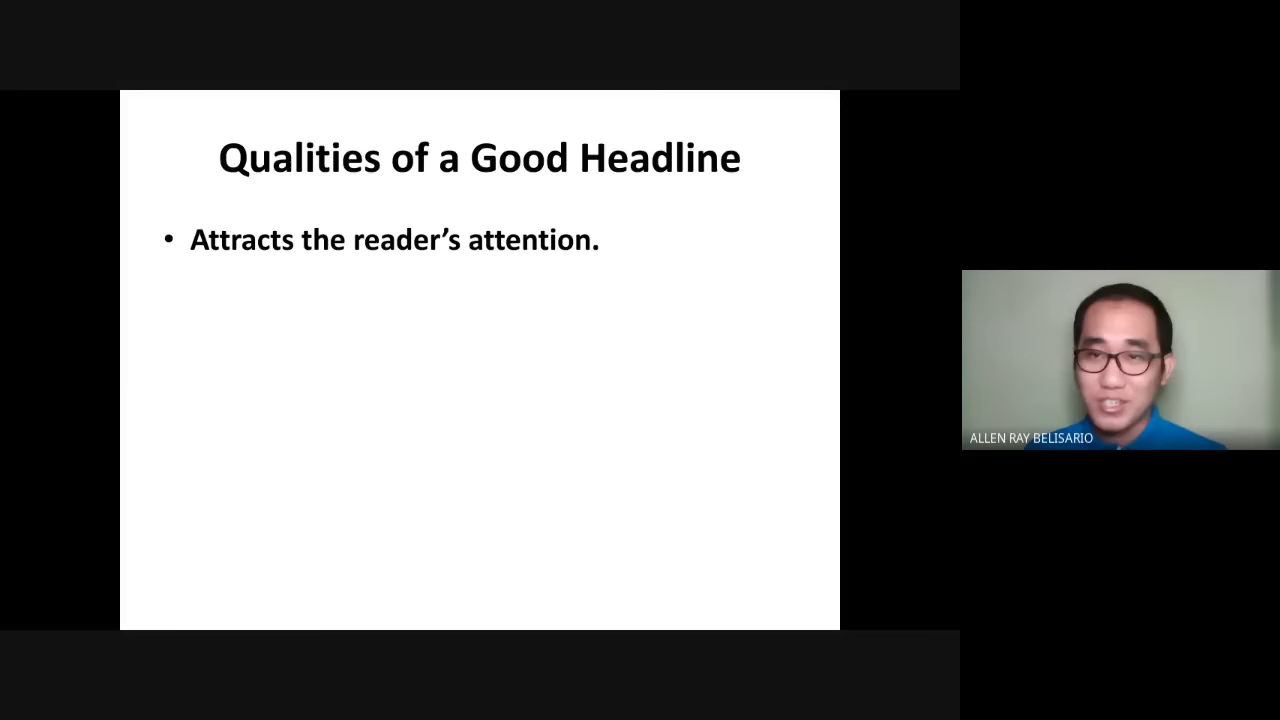 Qualities of a Good Headline
• Attracts the reader’s attention.
ALLEN RAY BELISARIO